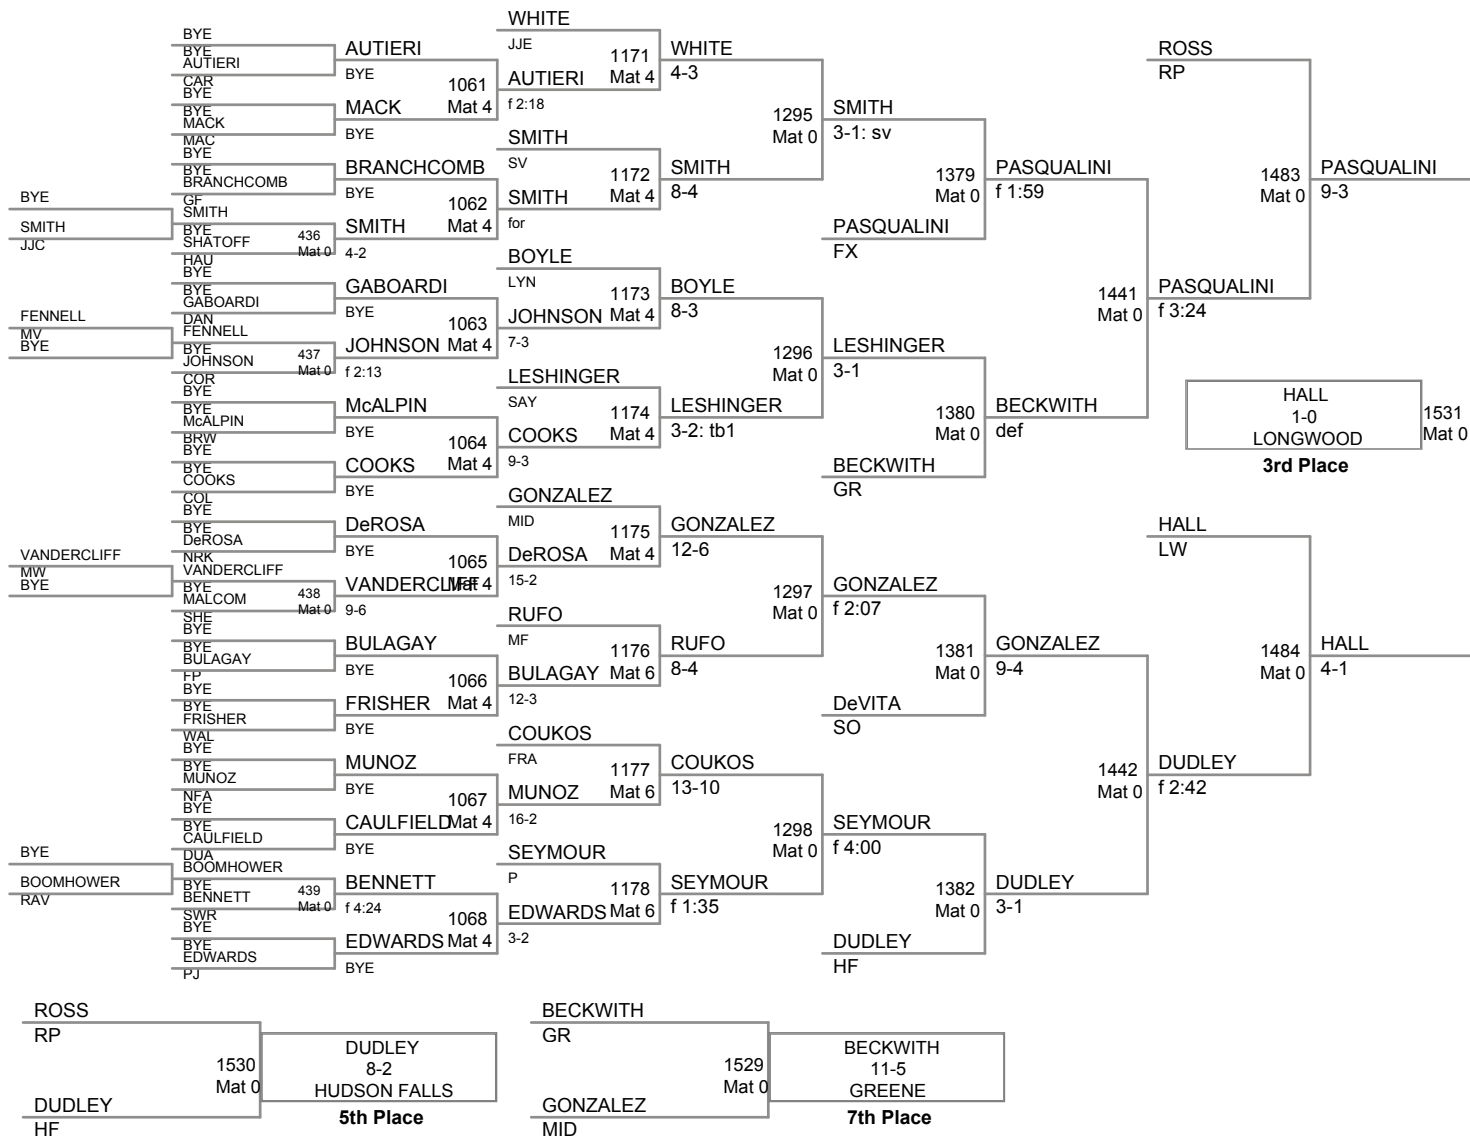 BYE
SMITH
JJC
FENNELL
MV
BYE
VANDERCLIFF
MW
BYE
BYE
BOOMHOWER
RAV
BYE
BYE
AUTIERI
CAR
BYE
BYE
MACK
MAC
BYE
BYE
BRANCHCOMB
GF
SMITH
BYE
SHATOFF
HAU
436
Mat 0
BYE
BYE
GABOARDI
DAN
FENNELL
BYE
JOHNSON
COR
437
Mat 0
BYE
BYE
McALPIN
BRW
BYE
BYE
COOKS
COL
BYE
BYE
DeROSA
NRK
VANDERCLIFF
BYE
MALCOM
SHE
438
Mat 0
BYE
BYE
BULAGAY
FP
BYE
BYE
FRISHER
WAL
BYE
BYE
MUNOZ
NFA
BYE
BYE
CAULFIELD
DUA
BOOMHOWER
BYE
BENNETT
SWR
439
Mat 0
BYE
BYE
EDWARDS
PJ
AUTIERI
BYE
1061
Mat 4
MACK
BYE
BRANCHCOMB
BYE
1062
Mat 4
SMITH
4-2
GABOARDI
BYE
1063
Mat 4
JOHNSON
f 2:13
McALPIN
BYE
1064
Mat 4
COOKS
BYE
DeROSA
BYE
1065
Mat 4
VANDERCLIFF
9-6
BULAGAY
BYE
1066
Mat 4
FRISHER
BYE
MUNOZ
BYE
1067
Mat 4
CAULFIELD
BYE
BENNETT
f 4:24
1068
Mat 4
EDWARDS
BYE
WHITE
JJE
1171
Mat 4
AUTIERI
f 2:18
SMITH
SV
1172
Mat 4
SMITH
for
BOYLE
LYN
1173
Mat 4
JOHNSON
7-3
LESHINGER
SAY
1174
Mat 4
COOKS
9-3
GONZALEZ
MID
1175
Mat 4
DeROSA
15-2
RUFO
MF
1176
Mat 6
BULAGAY
12-3
COUKOS
FRA
1177
Mat 6
MUNOZ
16-2
SEYMOUR
P
1178
Mat 6
EDWARDS
3-2
WHITE
4-3
1295
Mat 0
SMITH
8-4
BOYLE
8-3
1296
Mat 0
LESHINGER
3-2: tb1
GONZALEZ
12-6
1297
Mat 0
RUFO
8-4
COUKOS
13-10
1298
Mat 0
SEYMOUR
f 1:35
SMITH
3-1: sv
1379
Mat 0
PASQUALINI
FX
LESHINGER
3-1
1380
Mat 0
BECKWITH
GR
GONZALEZ
f 2:07
1381
Mat 0
DeVITA
SO
SEYMOUR
f 4:00
1382
Mat 0
DUDLEY
HF
PASQUALINI
f 1:59
1441
Mat 0
BECKWITH
def
GONZALEZ
9-4
1442
Mat 0
DUDLEY
3-1
ROSS
RP
1483
Mat 0
PASQUALINI
f 3:24
HALL
LW
1484
Mat 0
DUDLEY
f 2:42
PASQUALINI
9-3
HALL
1-0
LONGWOOD
1531
Mat 0
3rd Place
HALL
4-1
ROSS
RP
1530
Mat 0
DUDLEY
HF
DUDLEY
8-2
HUDSON FALLS
5th Place
BECKWITH
GR
1529
Mat 0
GONZALEZ
MID
BECKWITH
11-5
GREENE
7th Place